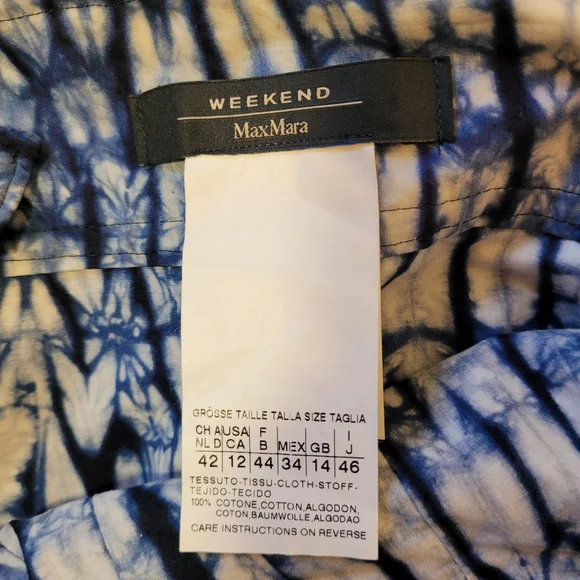 WEEKEND
MaxMara
GRÖSSE TAILLE TALLA SIZE TAGLIA
CH A USA F I
NL D CA B MEX GB J
42 12 44 34 14 46
TESSUTO-TISSU-CLOTH-STOFF-
TEJIDO-TECIDO
100% COTONE,COTTON,ALGODON,
COTON,BAUMWOLLE,ALGODAO
CARE INSTRUCTIONS ON REVERSE